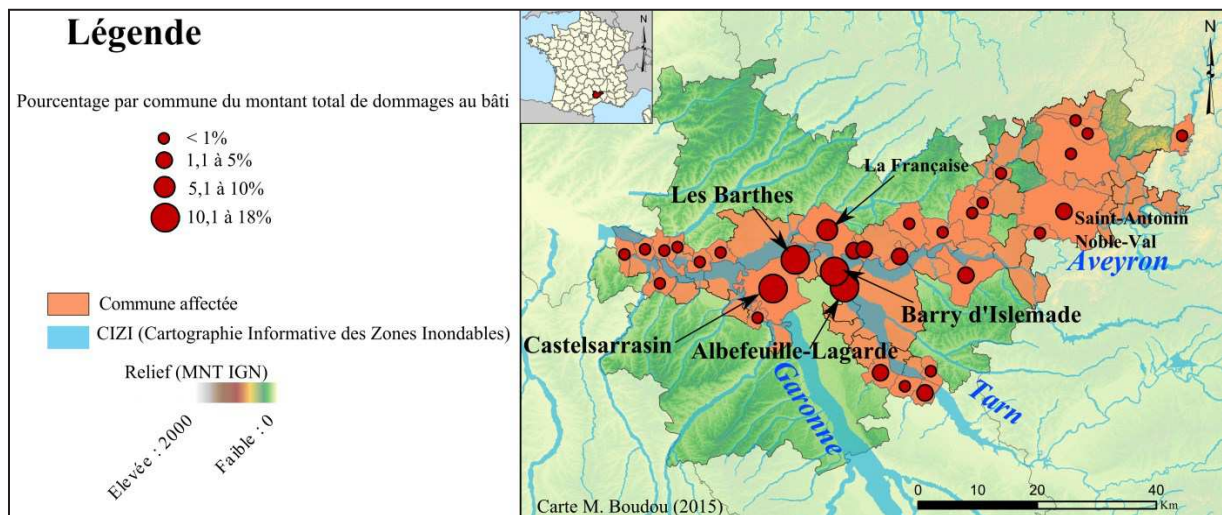 Légende
Pourcentage par commune du montant total de dommages au bâti
< 1%
1,1 à 5%
5,1 à 10%
10,1 à 18%
Commune affectée
CIZI (Cartographie Informative des Zones Inondables)
Relief (MNT IGN)
Elevée : 2000
Faible : 0
N
N
La Française
Les Barthes
Saint-Antonin
Noble-Val
Aveyron
Barry d'Islemade
Castelsarrasin
Albefeuille-Lagarde
Garonne
Tarn
0 10 20 40
Km
Carte M. Boudou (2015)